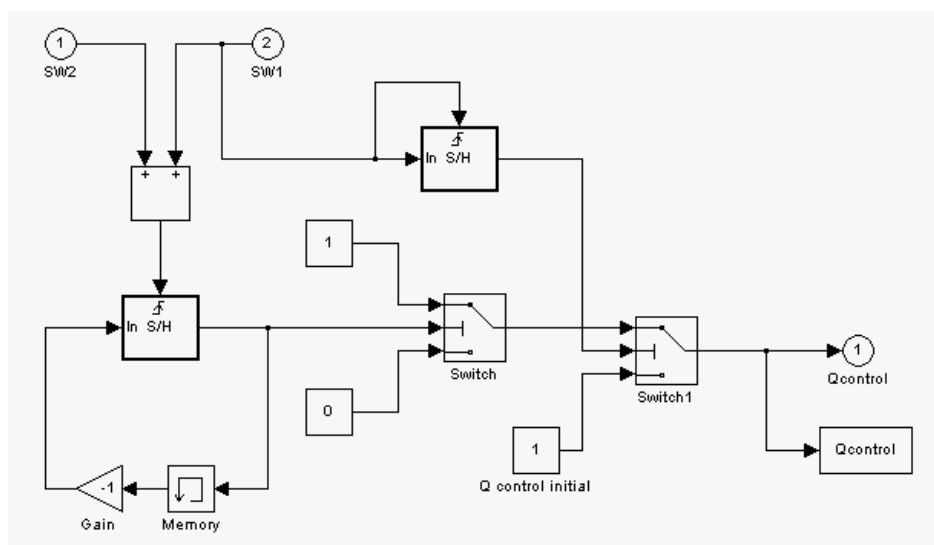 1
2
SW2
SW1
+ +
In S/H
1
In S/H
Switch
0
Switch1
1
Qcontrol
1
Q control initial
Qcontrol
-1
Gain
Memory